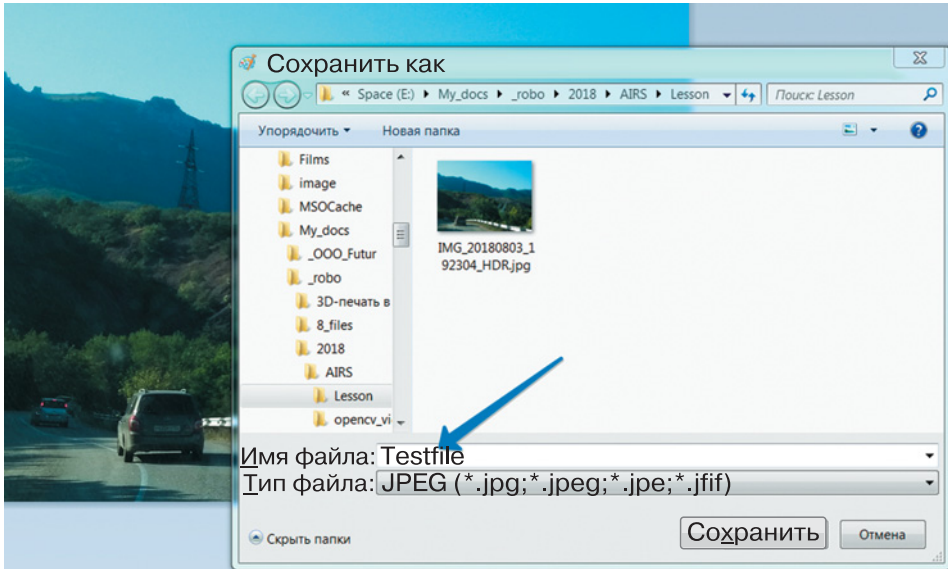 Сохранить как
« Space (E:) ▸ My_docs ▸ _robo ▸ 2018 ▸ AIRS ▸ Lesson
Поиск: Lesson
Упорядочить Новая папка
Films
image
MSOCache
My_docs
_OOO_Futur
_robo
3D-печать в
8_files
2018
AIRS
Lesson
opencv_vi
IMG_20180803_1
92304_HDR.jpg
Имя файла: Testfile
Тип файла: JPEG (*.jpg;*.jpeg;*.jpe;*.jfif)
Скрыть папки
Сохранить Отмена